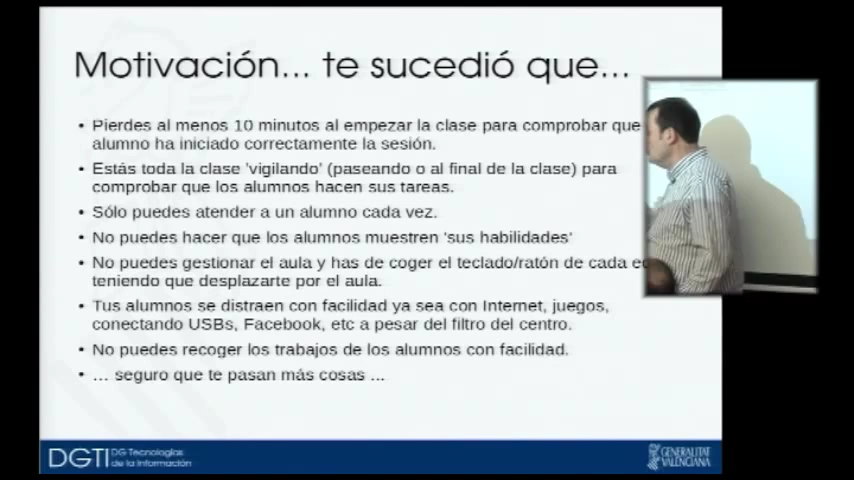 Motivación... te sucedió que...
• Pierdes al menos 10 minutos al empezar la clase para comprobar que
alumno ha iniciado correctamente la sesión.
• Estás toda la clase 'vigilando' (paseando o al final de la clase) para
comprobar que los alumnos hacen sus tareas.
• Sólo puedes atender a un alumno cada vez.
• No puedes hacer que los alumnos muestren 'sus habilidades'
• No puedes gestionar el aula y has de coger el teclado/ratón de cada
teniendo que desplazarte por el aula.
• Tus alumnos se distraen con facilidad ya sea con Internet, juegos,
conectando USBs, Facebook, etc a pesar del filtro del centro.
• No puedes recoger los trabajos de los alumnos con facilidad.
• ... seguro que te pasan más cosas ...
DGTI DG Tecnologías
de la Información
GENERALITAT
VALENCIANA